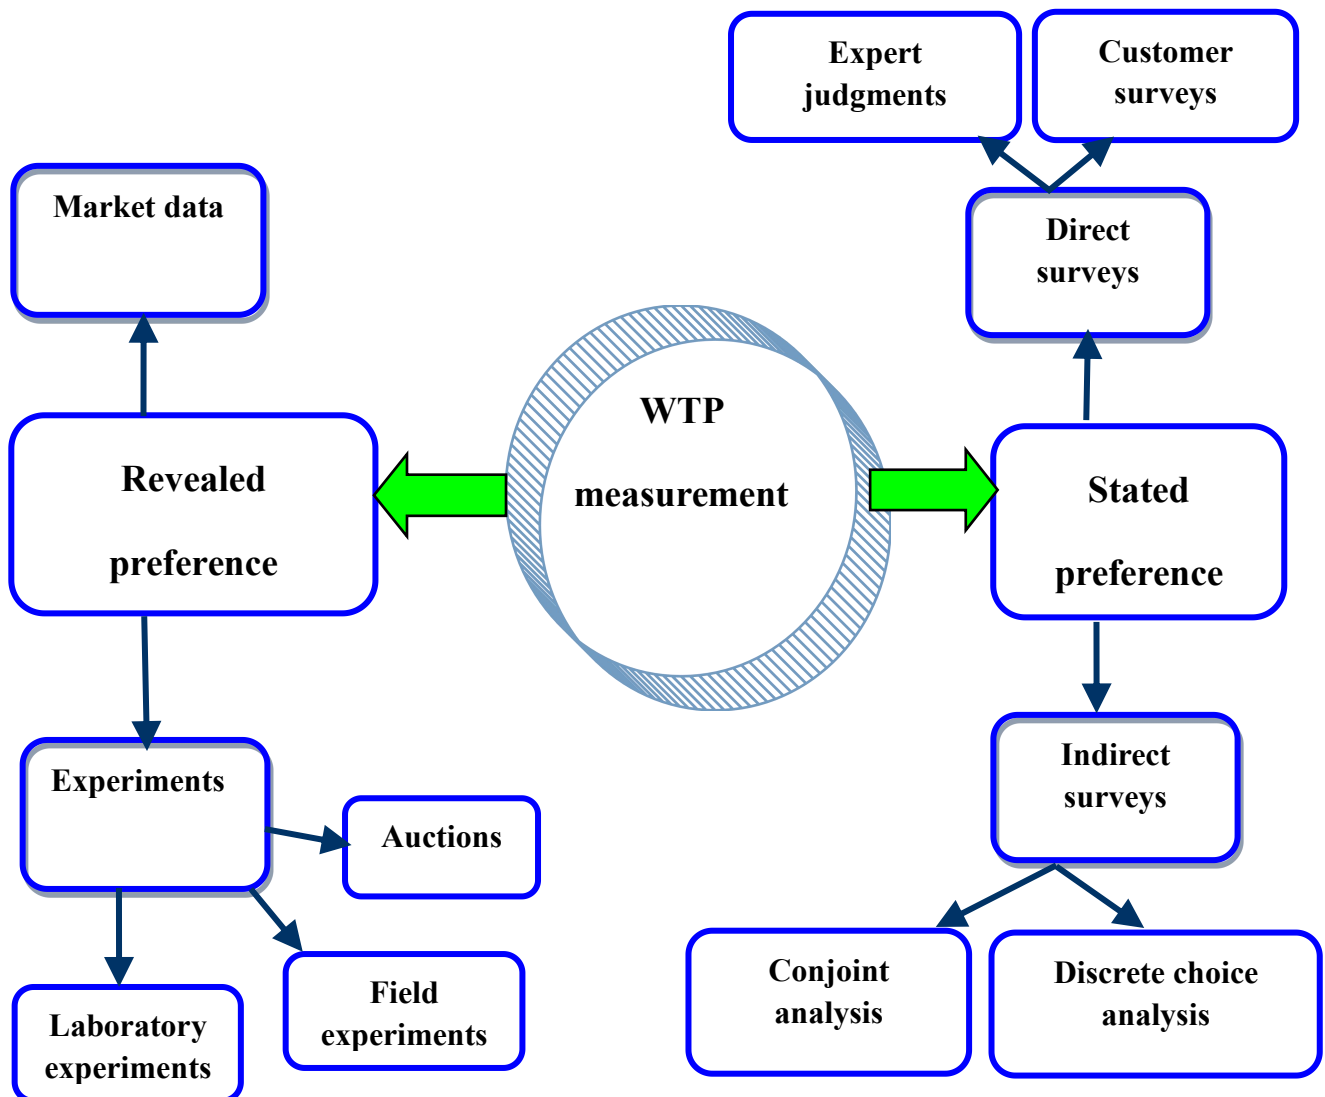 Expert
judgments
Customer
surveys
Market data
Direct
surveys
WTP
measurement
Revealed
preference
Stated
preference
Experiments
Auctions
Indirect
surveys
Field
experiments
Laboratory
experiments
Conjoint
analysis
Discrete choice
analysis